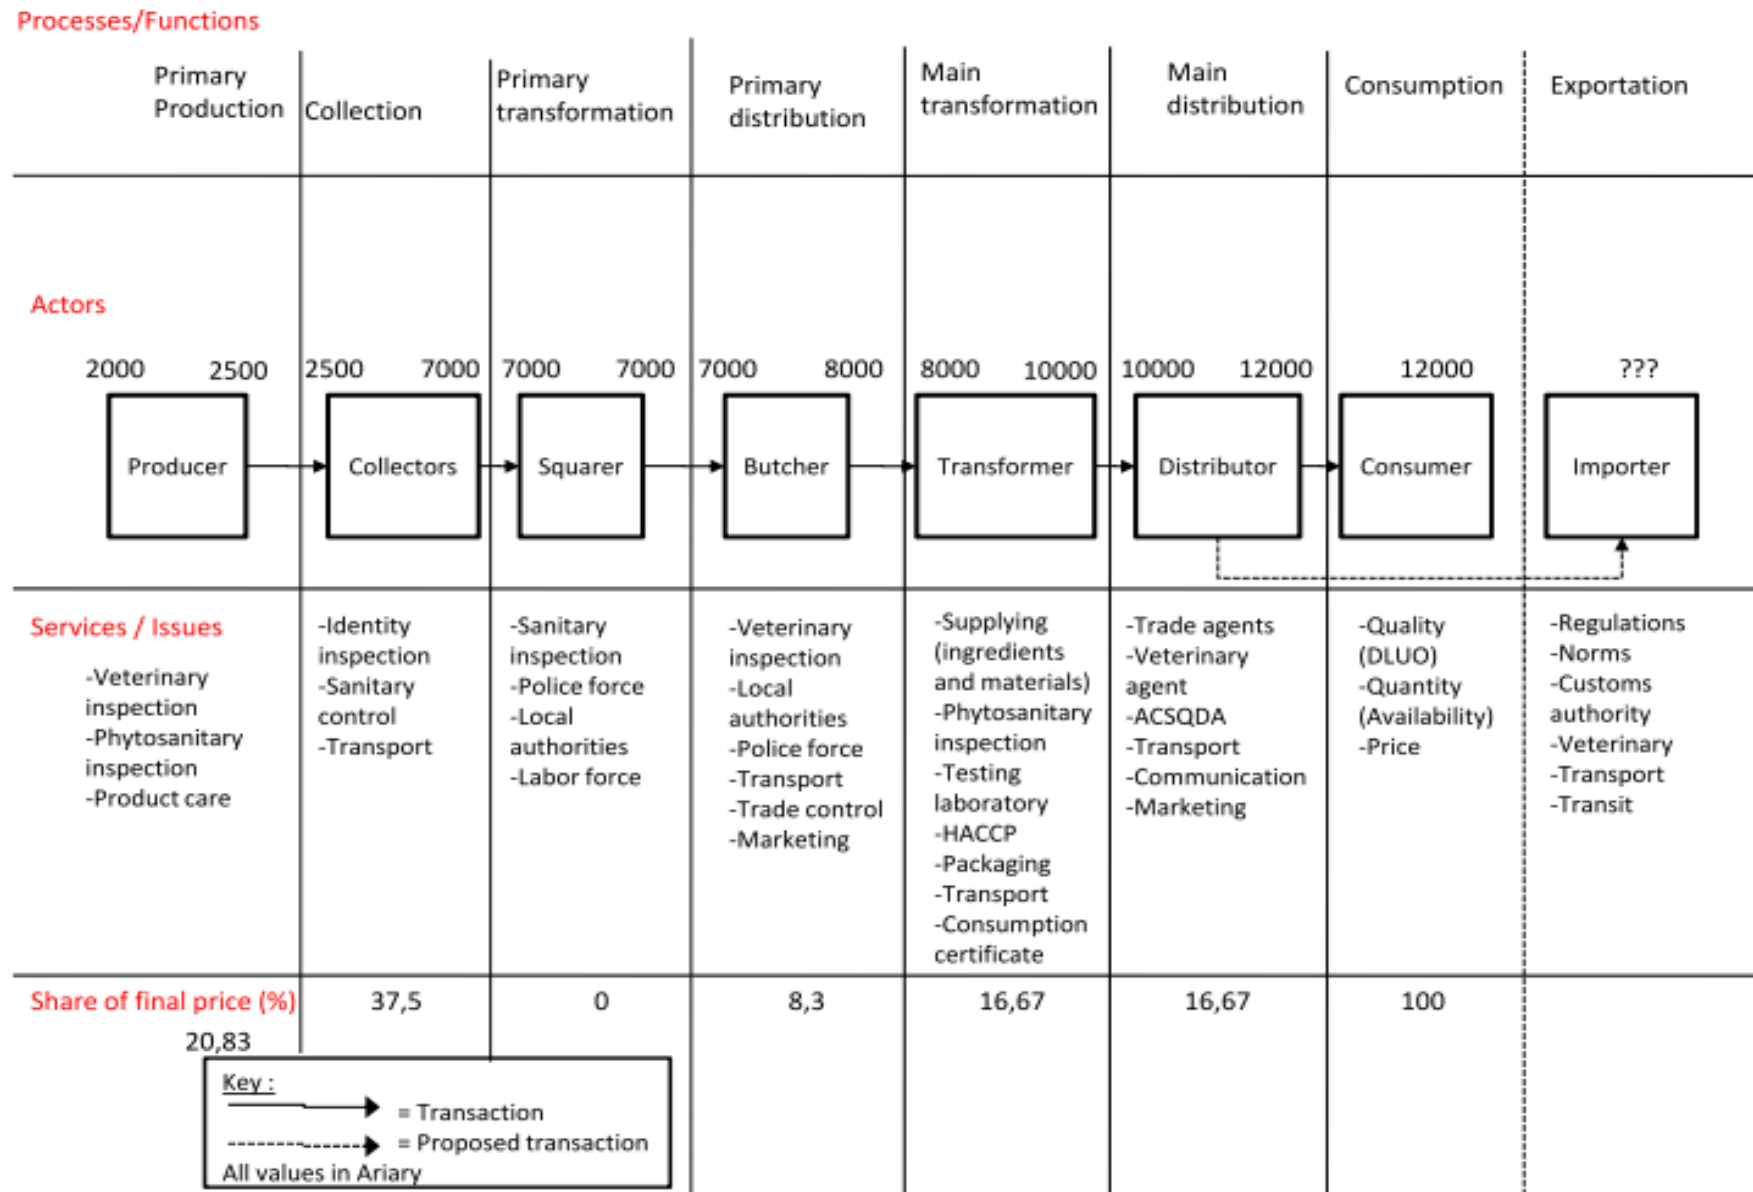 Processes/Functions
Primary
Production
Collection
Primary
transformation
Primary
distribution
Main
transformation
Main
distribution
Consumption
Exportation
Actors
2000
2500
2500
7000
7000
7000
7000
8000
8000
10000
10000
12000
12000
???
Producer
Collectors
Squarer
Butcher
Transformer
Distributor
Consumer
Importer
Services / Issues
-Veterinary
inspection
-Phytosanitary
inspection
-Product care
-Identity
inspection
-Sanitary
control
-Transport
-Sanitary
inspection
-Police force
-Local
authorities
-Labor force
-Veterinary
inspection
-Local
authorities
-Police force
-Transport
-Trade control
-Marketing
-Supplying
(ingredients
and materials)
-Phytosanitary
inspection
-Testing
laboratory
-HACCP
-Packaging
-Transport
-Consumption
certificate
-Trade agents
-Veterinary
agent
-ACSQDA
-Transport
-Communication
-Marketing
-Quality
(DLUO)
-Quantity
(Availability)
-Price
-Regulations
-Norms
-Customs
authority
-Veterinary
-Transport
-Transit
Share of final price (%)
20,83
37,5
0
8,3
16,67
16,67
100
Key :
= Transaction
= Proposed transaction
All values in Ariary